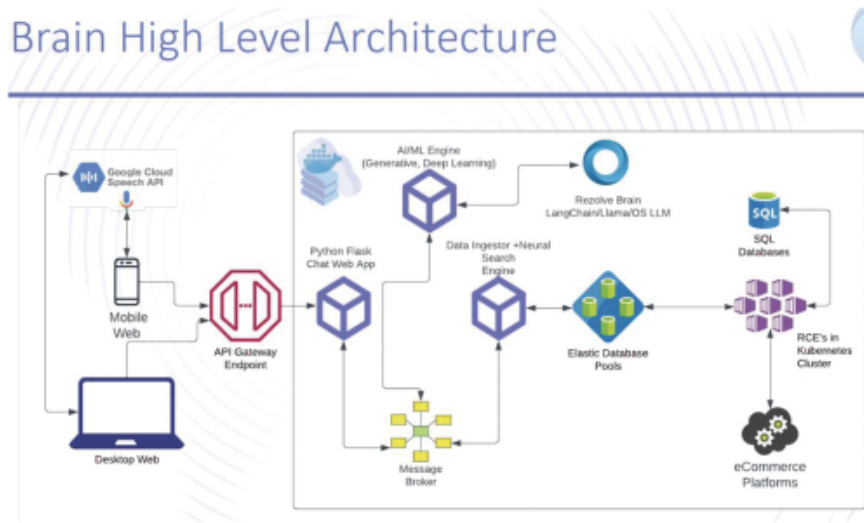 Brain High Level Architecture
Google Cloud
Speech API
Mobile
Web
Desktop Web
API Gateway
Endpoint
Python Flask
Chat Web App
AI/ML Engine
(Generative, Deep Learning)
Rezolve Brain
LangChain/Llama/OS LLM
Data Ingestor +Neural
Search
Engine
Message
Broker
Elastic Database
Pools
SQL
SQL
Databases
RCE's in
Kubernetes
Cluster
eCommerce
Platforms